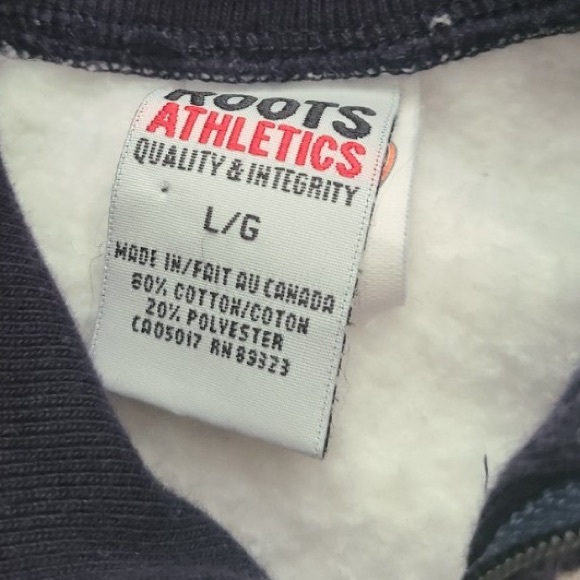 ROOTS
ATHLETICS
QUALITY & INTEGRITY
L/G
MADE IN/FAIT AU CANADA
80% COTTON/COTON
20% POLYESTER
CA05017 RN 89323